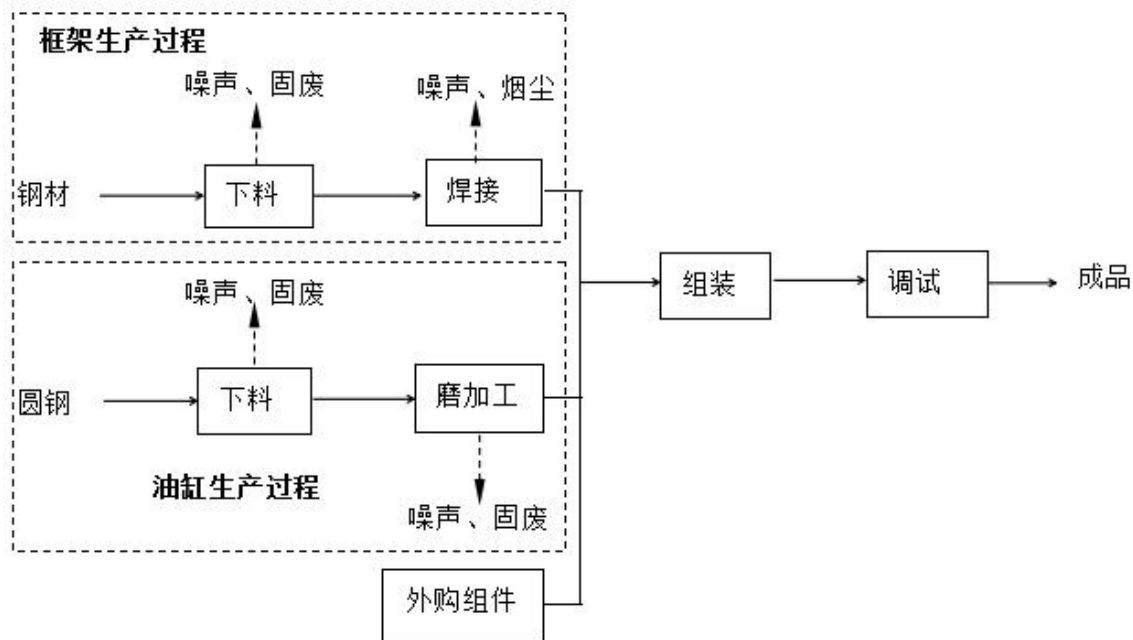 框架生产过程
噪声、固废
噪声、烟尘
钢材
下料
焊接
噪声、固废
组装
调试
成品
圆钢
下料
磨加工
油缸生产过程
噪声、固废
外购组件